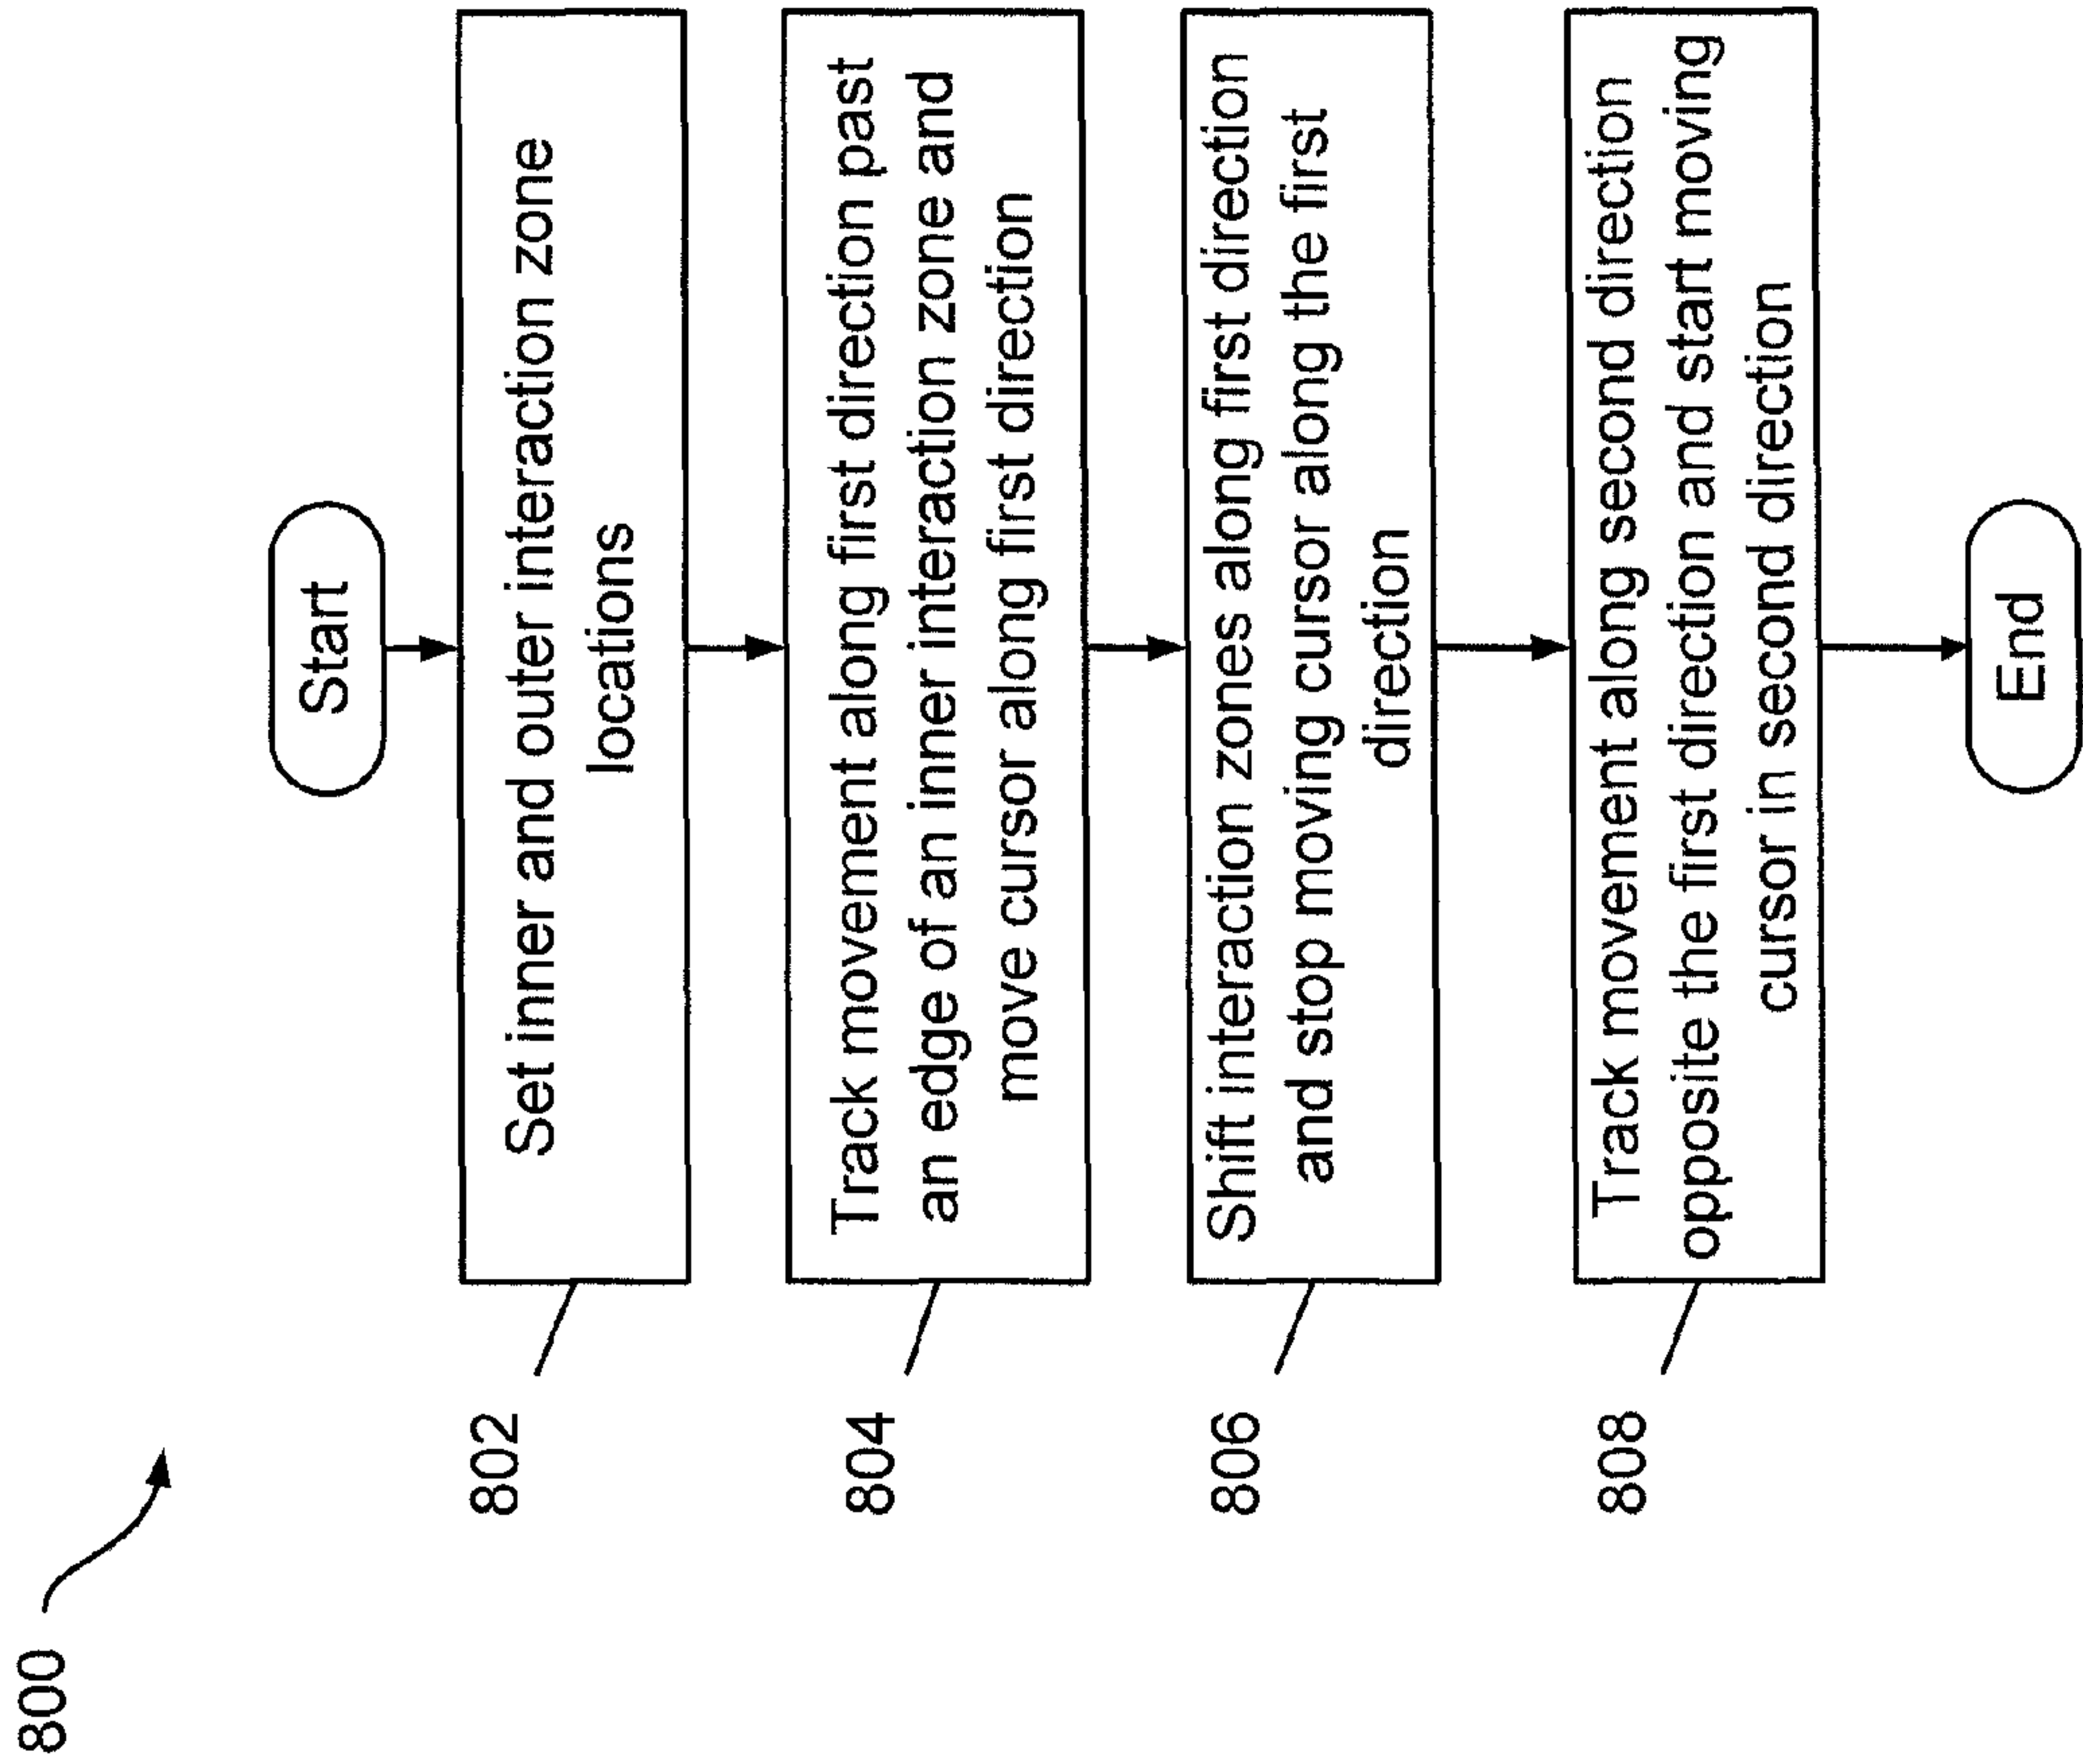 800
Start
802
Set inner and outer interaction zone
locations
804
Track movement along first direction past
an edge of an inner interaction zone and
move cursor along first direction
806
Shift interaction zones along first direction
and stop moving cursor along the first
direction
808
Track movement along second direction
opposite the first direction and start moving
cursor in second direction
End